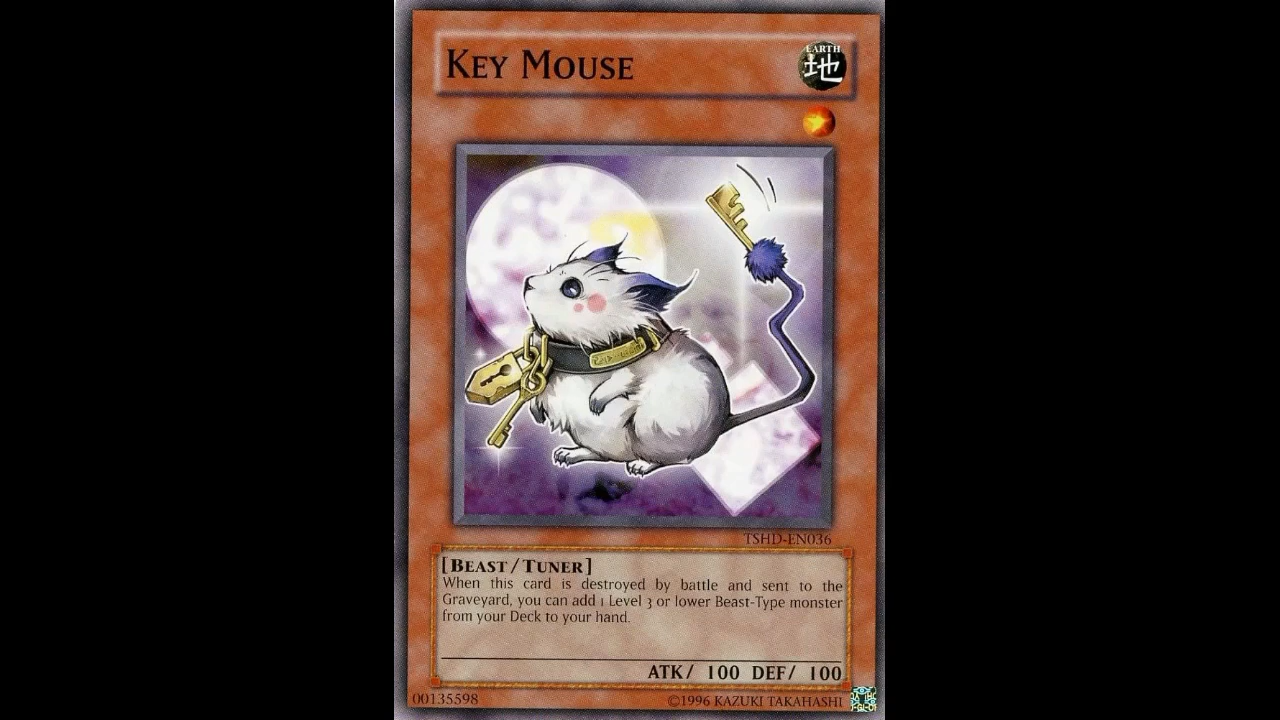 KEY MOUSE
EARTH
地
TSHD-EN036
[BEAST/TUNER]
When this card is destroyed by battle and sent to the
Graveyard, you can add 1 Level 3 or lower Beast-Type monster
from your Deck to your hand.
ATK/ 100 DEF/ 100
00135598
©1996 KAZUKI TAKAHASHI